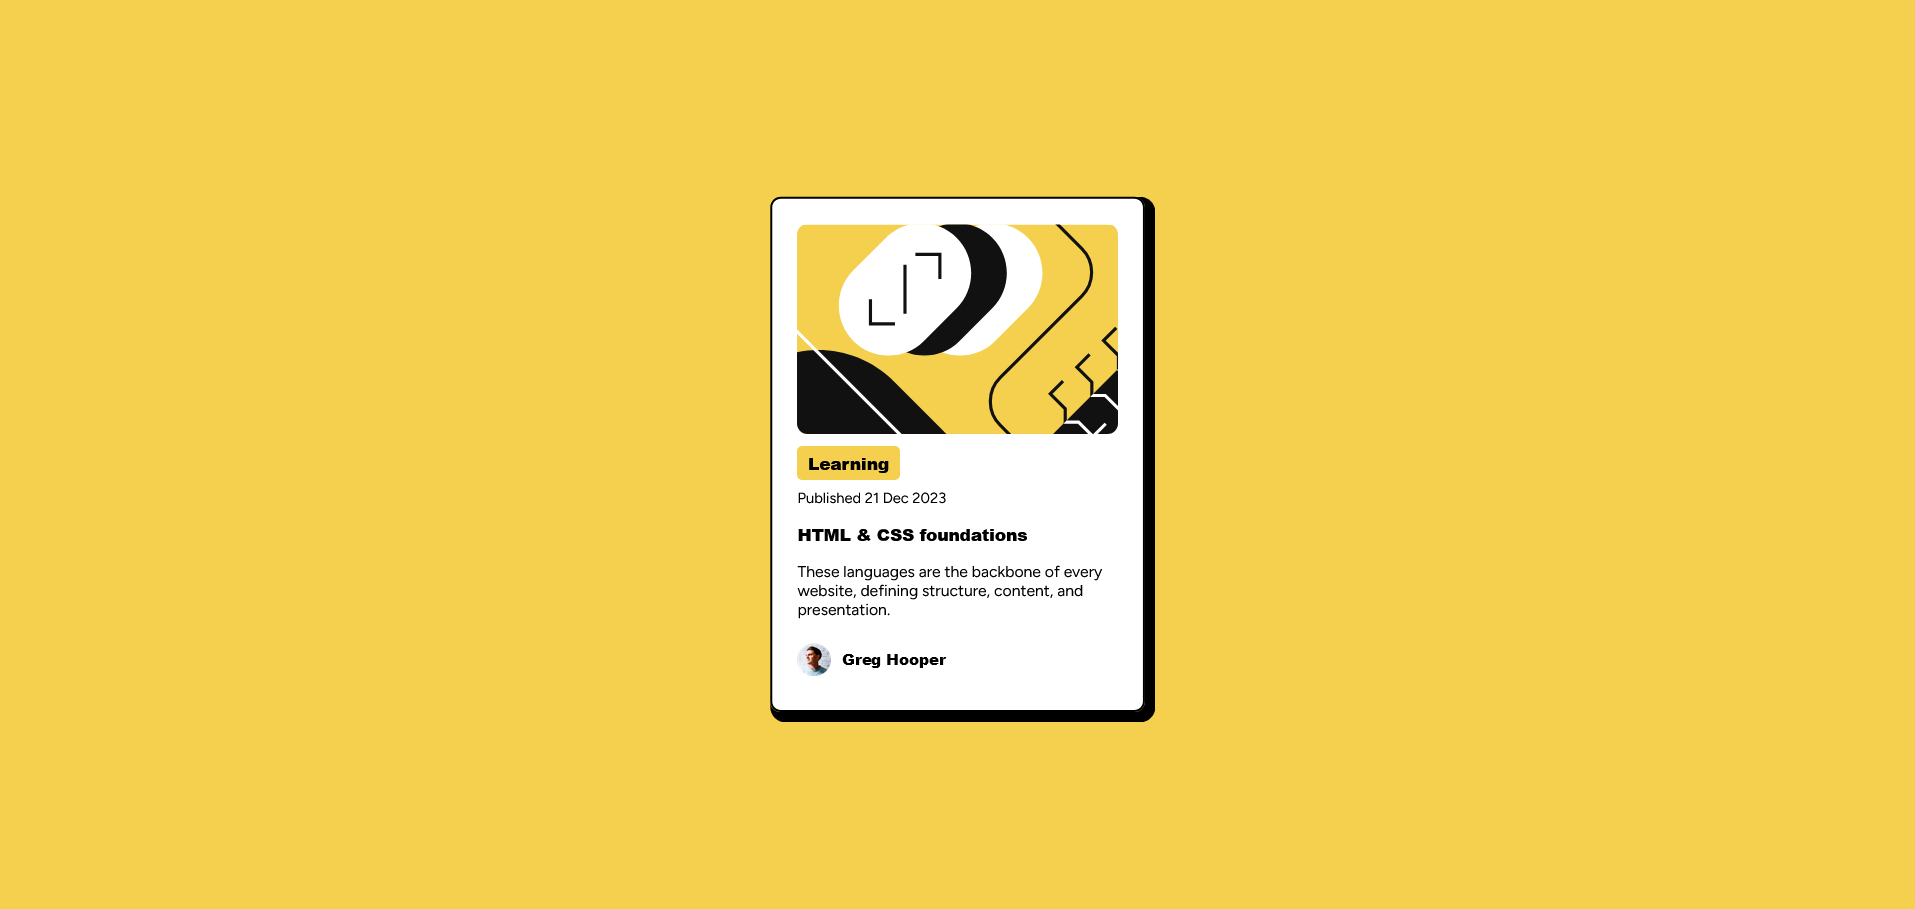 Learning
Published 21 Dec 2023
HTML & CSS foundations
These languages are the backbone of every
website, defining structure, content, and
presentation.
Greg Hooper